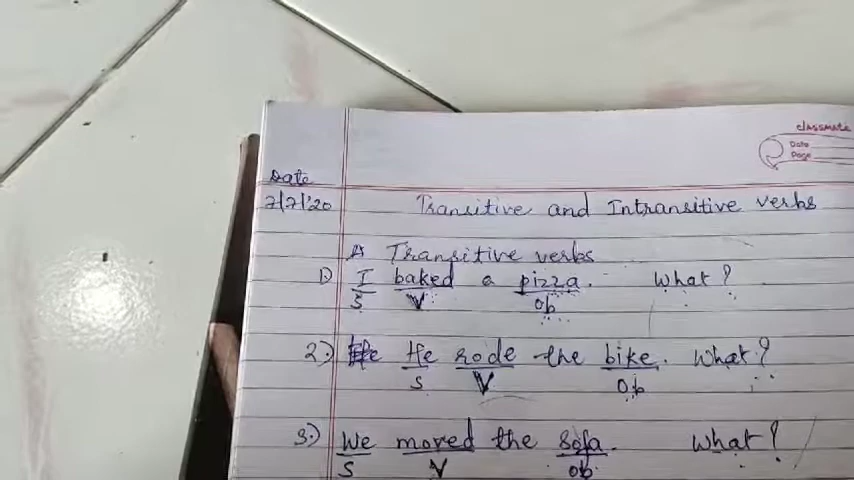 classmate
Date
Page
Date
7/7/'20
Transitive and Intransitive verbs
Transitive verbs
1) I baked a pizza. What?
S V ob
2) He rode the bike. What?
S V ob
3) We moved the sofa. What?
S V ob